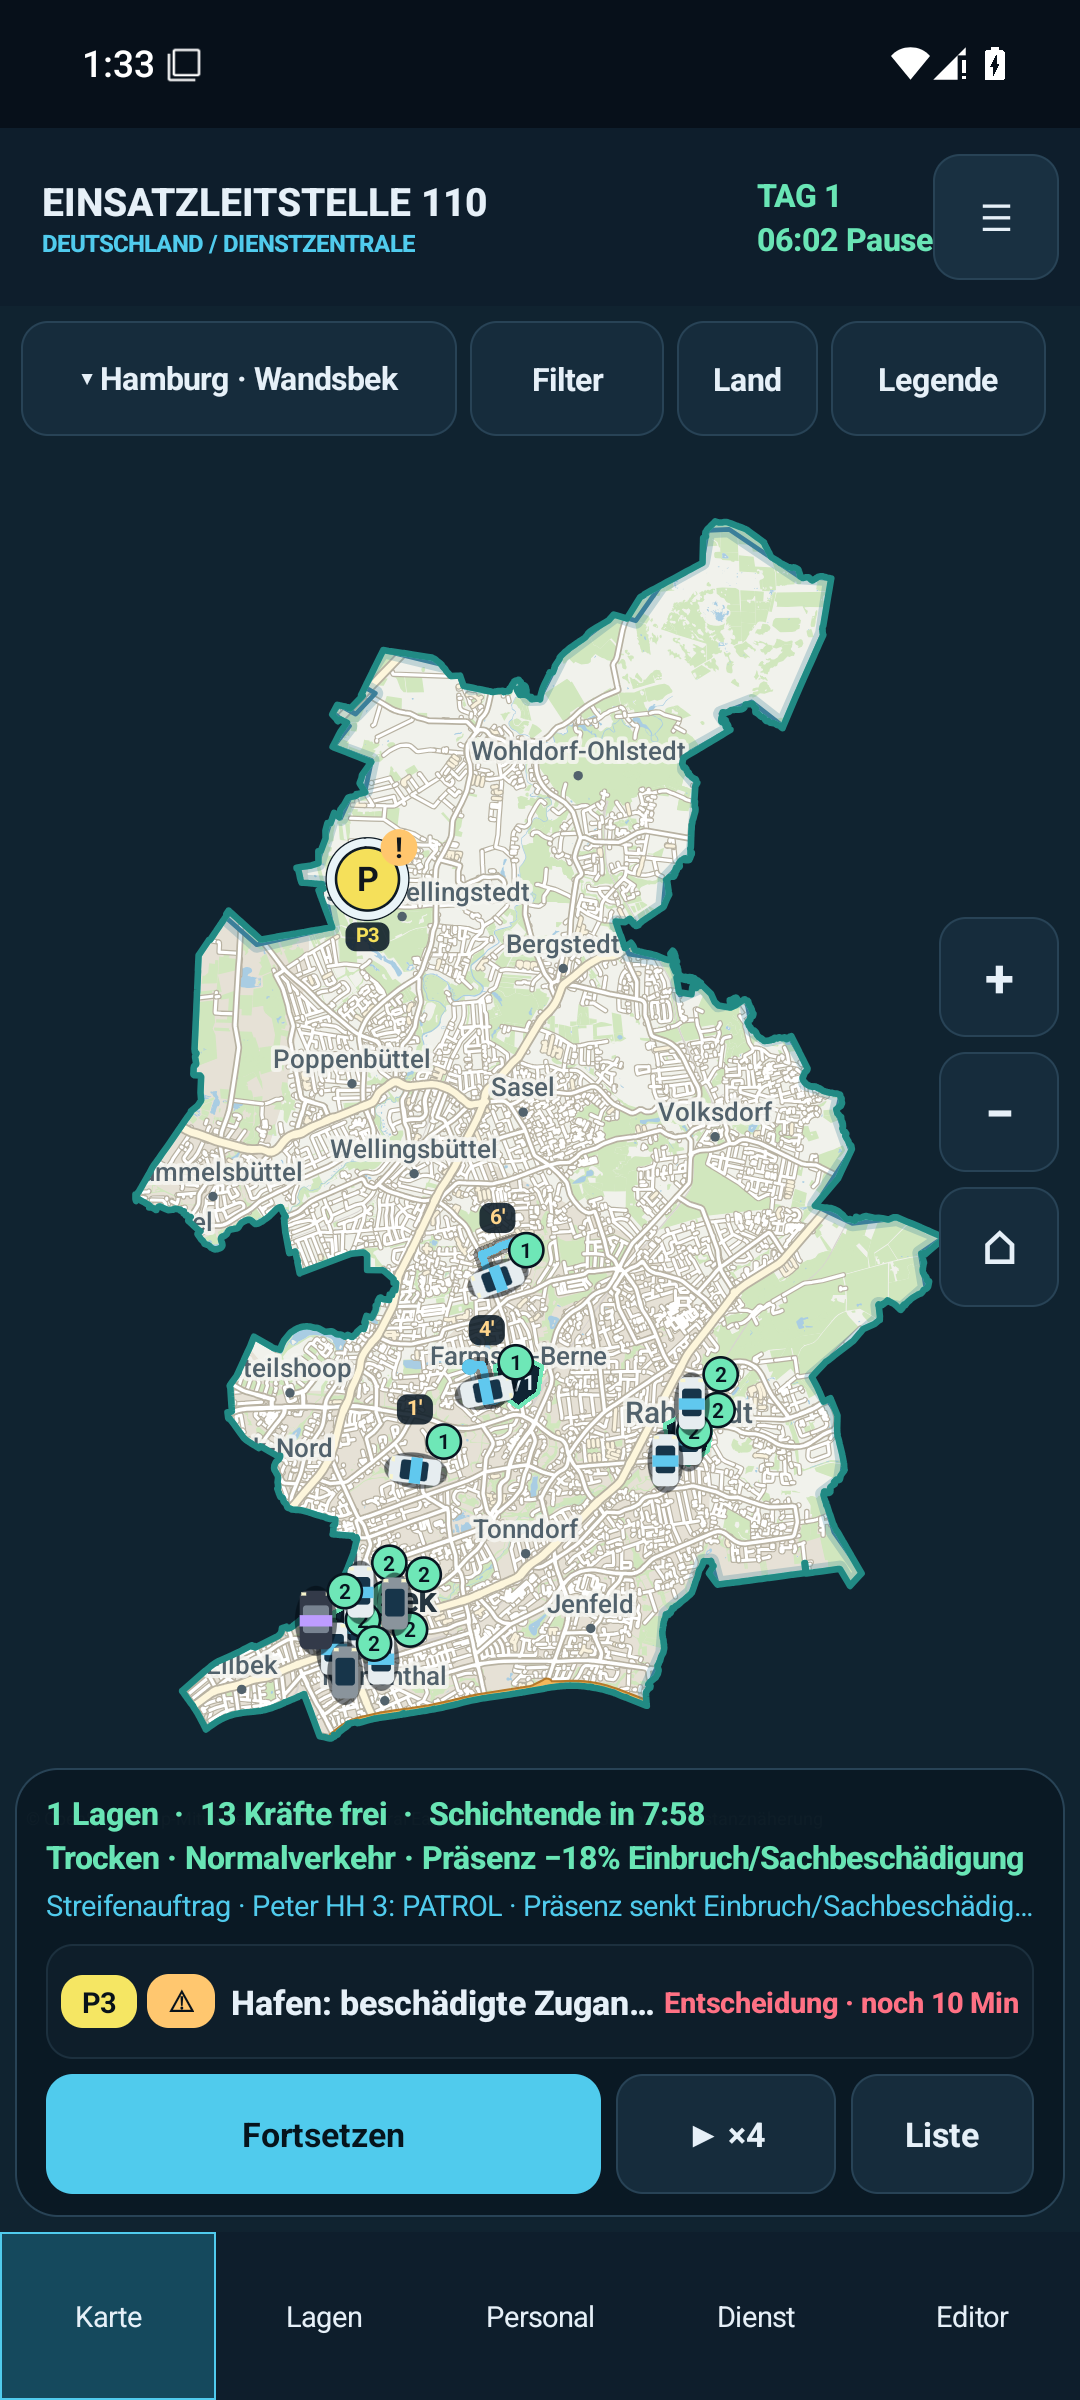 1:33
EINSATZLEITSTELLE 110
DEUTSCHLAND / DIENSTZENTRALE
TAG 1
06:02 Pause
☰
▾ Hamburg · Wandsbek
Filter
Land
Legende
Wohldorf-Ohlstedt
!
P
ellingstedt
P3
Bergstedt
+
Poppenbüttel
Sasel
Volksdorf
−
Wellingsbüttel
mmelsbüttel
el
6'
1
4'
Farms
-Berne
1
teilshoop
2
1'
Rah
dt
2
1
2
-Nord
Tonndorf
2
2
2
ek
Jenfeld
2
2
Eilbek
nthal
1 Lagen · 13 Kräfte frei · Schichtende in 7:58
Trocken · Normalverkehr · Präsenz −18% Einbruch/Sachbeschädigung
Streifenauftrag · Peter HH 3: PATROL · Präsenz senkt Einbruch/Sachbeschädig…
P3 ⚠ Hafen: beschädigte Zugan… Entscheidung · noch 10 Min
Fortsetzen
▶ ×4
Liste
Karte
Lagen
Personal
Dienst
Editor